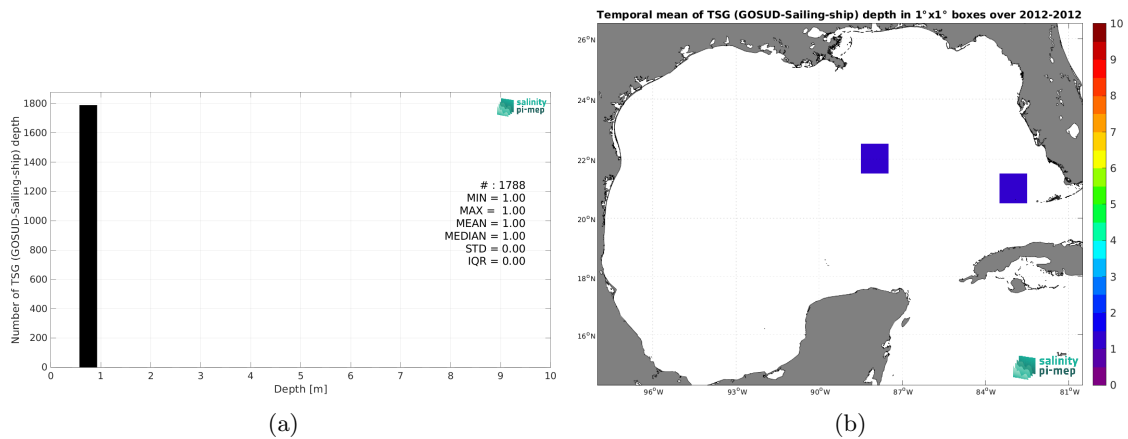 1800
1600
1400
1200
1000
800
600
400
200
0
Number of TSG (GOSUD-Sailing-ship) depth
salinity
pi-mep
# : 1788
MIN = 1.00
MAX = 1.00
MEAN = 1.00
MEDIAN = 1.00
STD = 0.00
IQR = 0.00
0 1 2 3 4 5 6 7 8 9 10
Depth [m]
(a)
Temporal mean of TSG (GOSUD-Sailing-ship) depth in 1°x1° boxes over 2012-2012
26°N
24°N
22°N
20°N
18°N
16°N
96°W 93°W 90°W 87°W 84°W 81°W
salinity
pi-mep
10
9
8
7
6
5
4
3
2
1
0
(b)